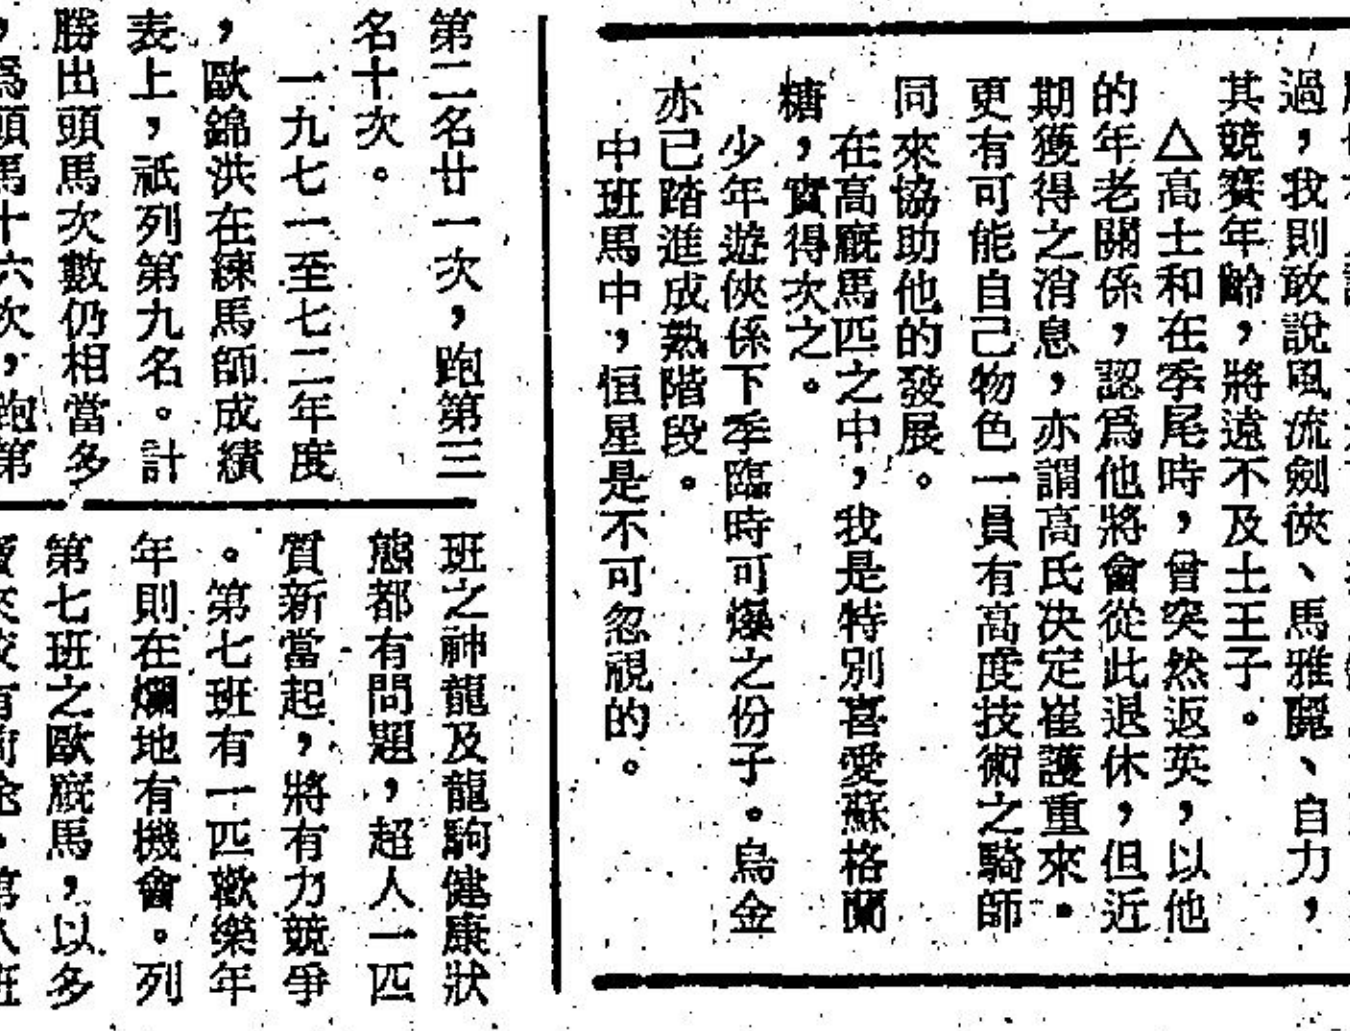 過，我則敢說風流劍俠、馬雅麗、自力，
其競賽年齡，將遠不及士王子。
△高士和在季尾時，曾突然返英，以他
的年老關係，認爲他將會從此退休，但近
期獲得之消息，亦謂高氏決定崔護重來。
更有可能自己物色一員有高度技術之騎師
同來協助他的發展。
在高廐馬匹之中，我是特別喜愛蘇格蘭
糖，寶得次之。
少年遊俠係下季臨時可爆之份子。烏金
亦已踏進成熟階段。
中班馬中，恒星是不可忽視的。
第二名廿一次，跑第三
名十次。
一九七一至七二年度
，歐錦洪在練馬師成績
表上，祇列第九名。計
勝出頭馬次數仍相當多
，爲頭馬十六次，跑第
班之神龍及龍駒健康狀
態都有問題，超人一匹
質新當起，將有力競爭
。第七班有一匹歡樂年
年則在爛地有機會。列
第七班之歐廐馬，以多